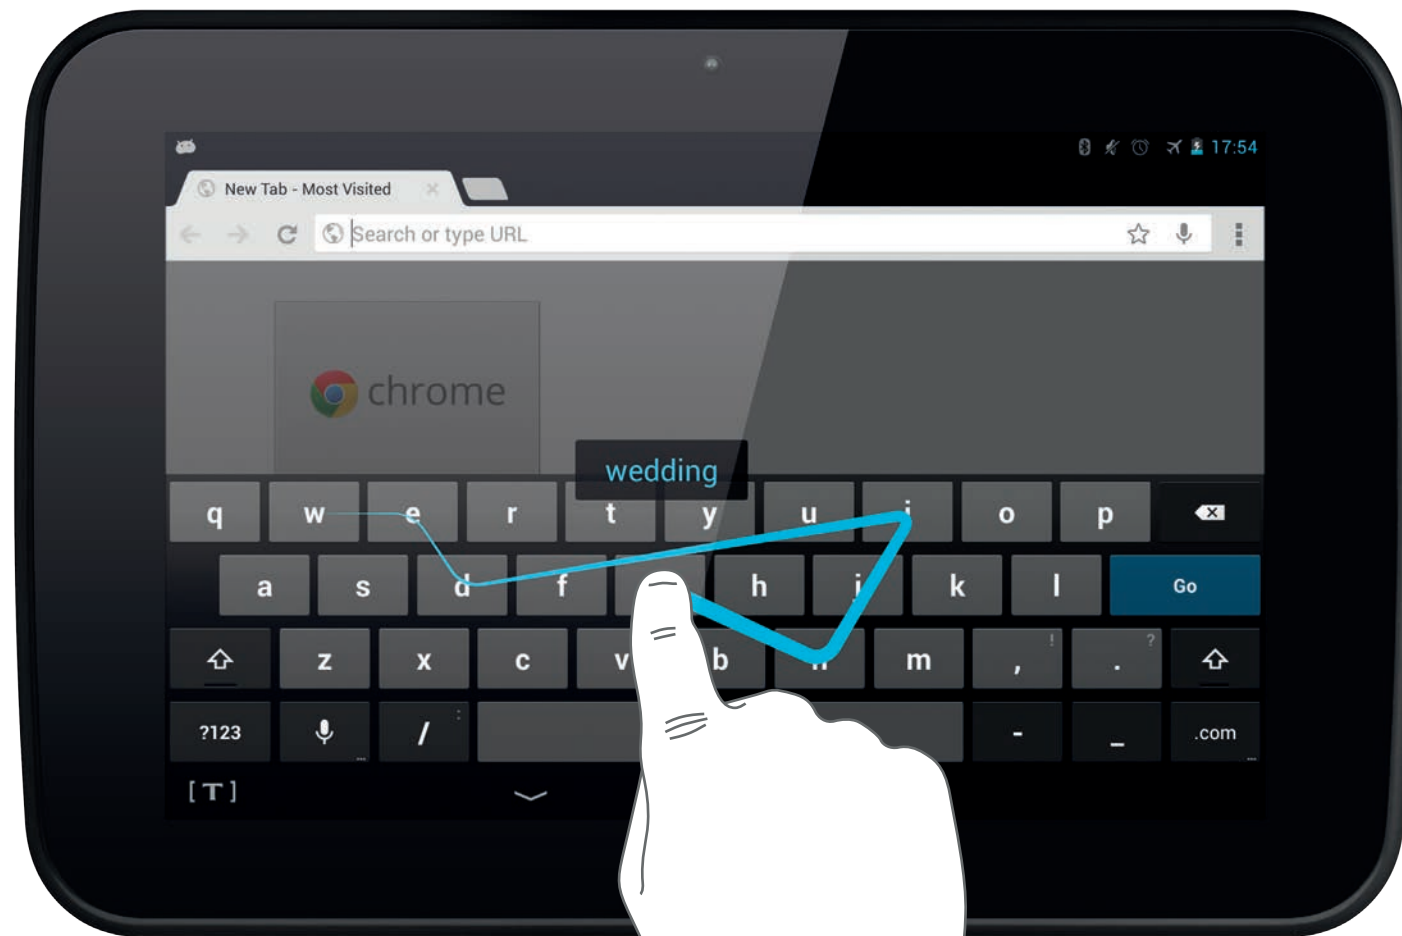 17:54
New Tab - Most Visited
Search or type URL
chrome
wedding
q w e r t y u i o p
a s d f h j k l Go
z x c v b n m , ! . ?
?123 / : - _ .com
[T]